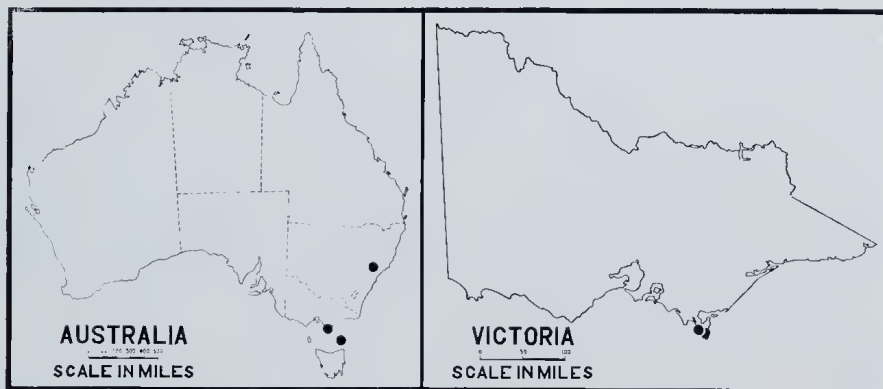 AUSTRALIA
SCALE IN MILES
VICTORIA
0 50 100
SCALE IN MILES